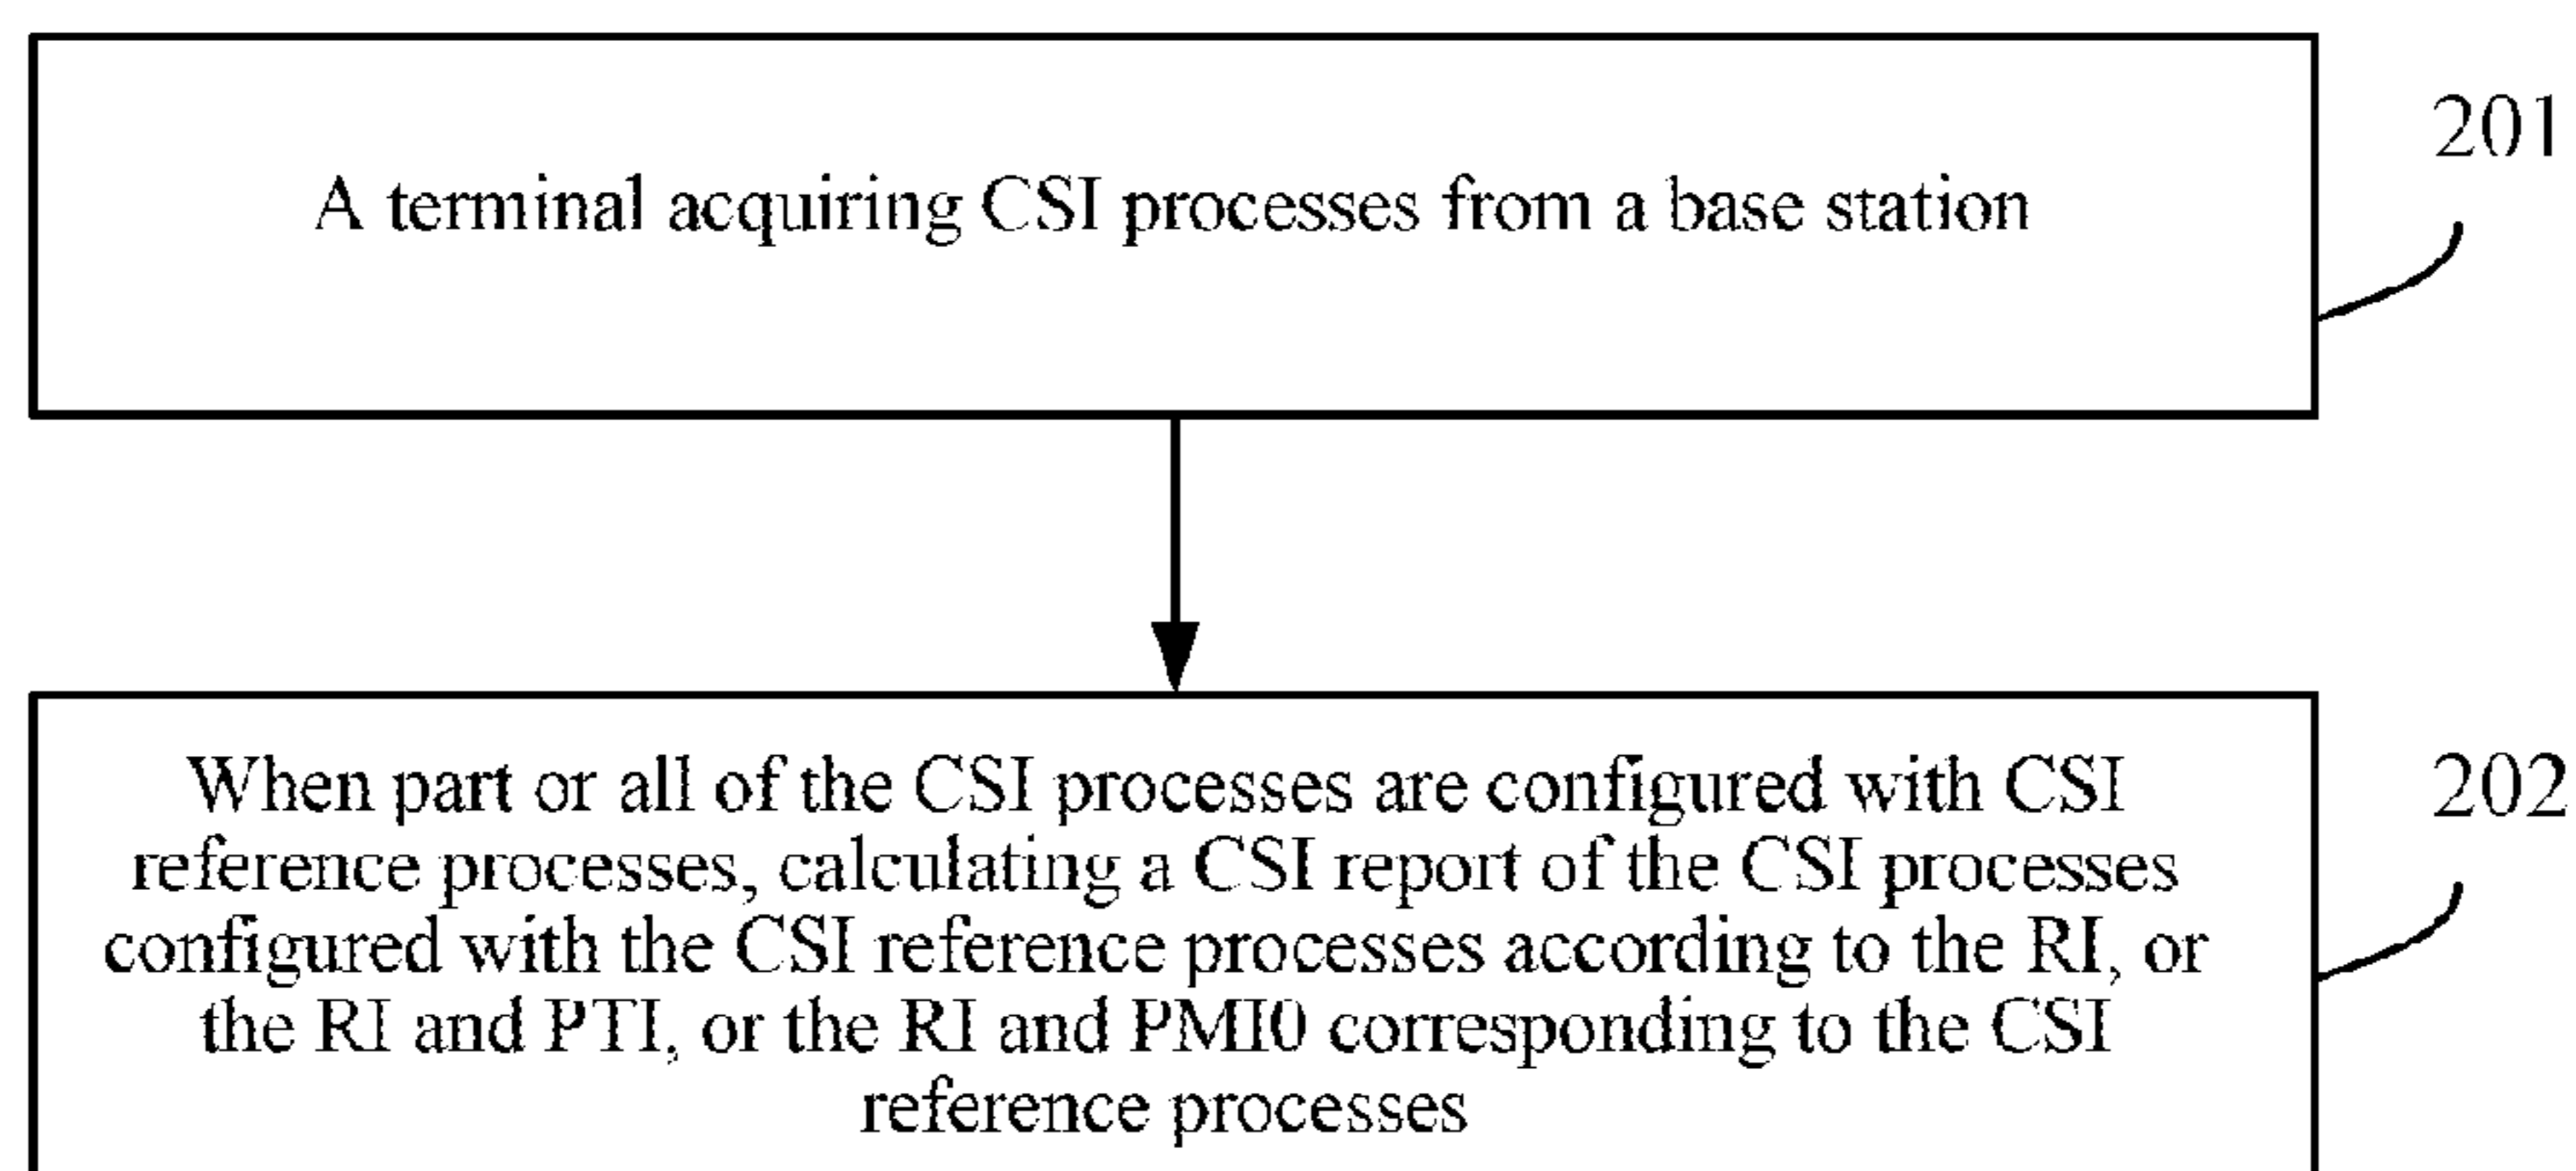 A terminal acquiring CSI processes from a base station
201
When part or all of the CSI processes are configured with CSI
reference processes, calculating a CSI report of the CSI processes
configured with the CSI reference processes according to the RI, or
the RI and PTI, or the RI and PMI0 corresponding to the CSI
reference processes
202